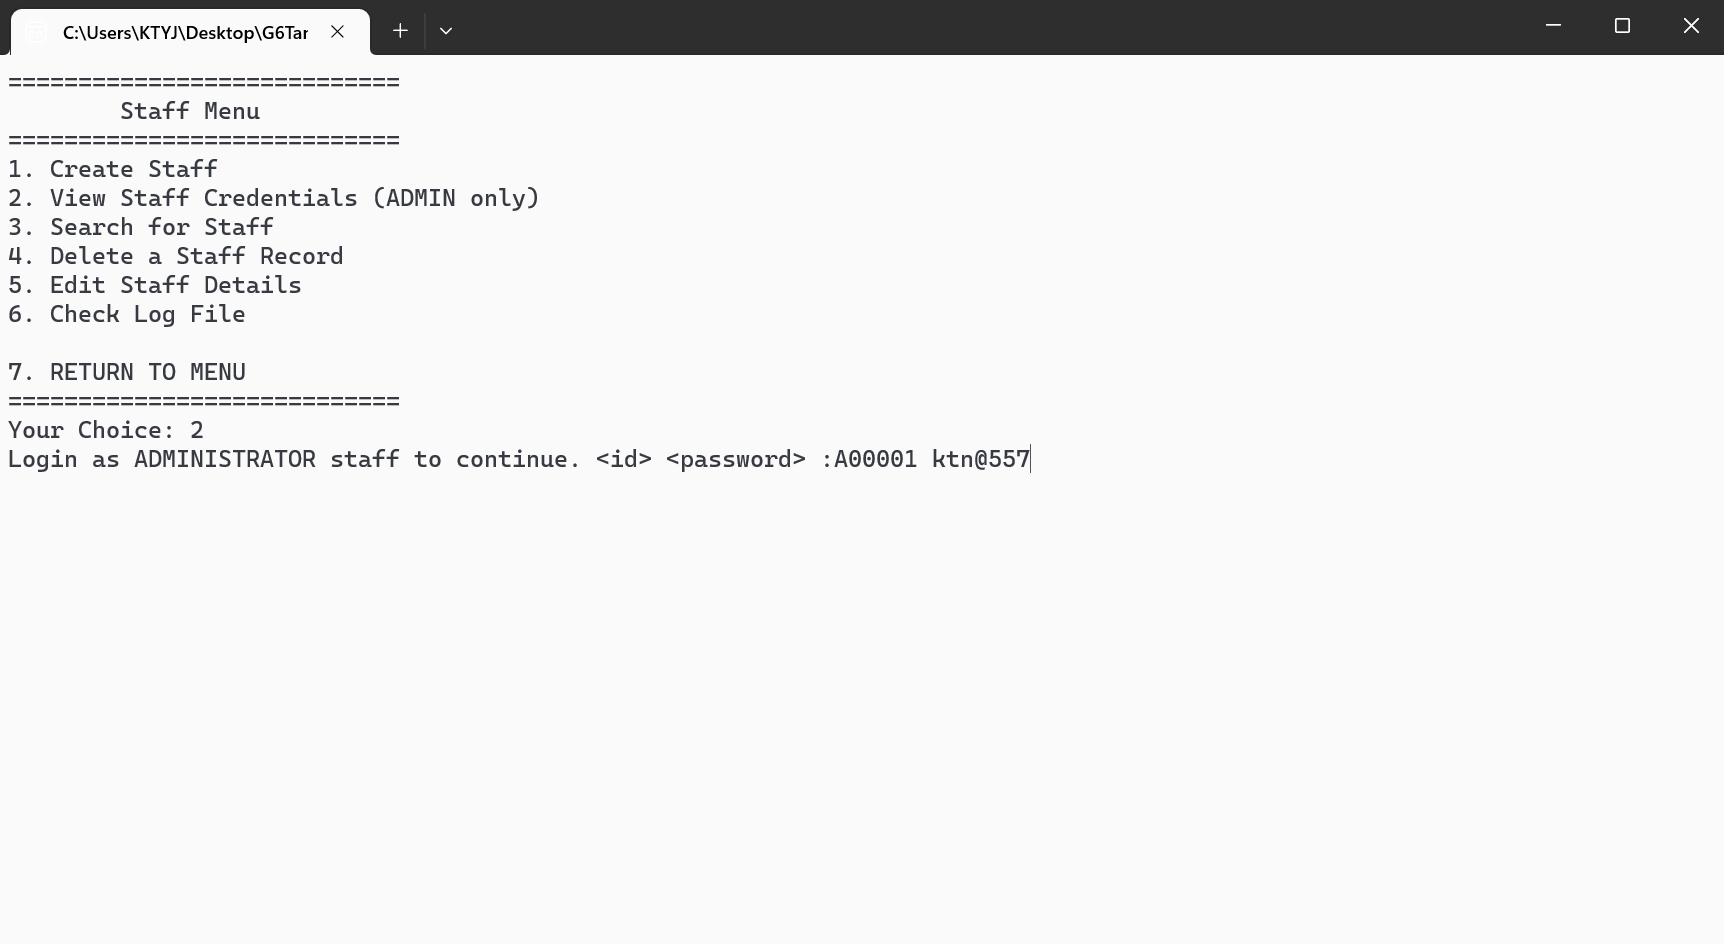 C:\Users\KTYJ\Desktop\G6Tar
============================
Staff Menu
============================
1. Create Staff
2. View Staff Credentials (ADMIN only)
3. Search for Staff
4. Delete a Staff Record
5. Edit Staff Details
6. Check Log File
7. RETURN TO MENU
============================
Your Choice: 2
Login as ADMINISTRATOR staff to continue. <id> <password> :A00001 ktn@557